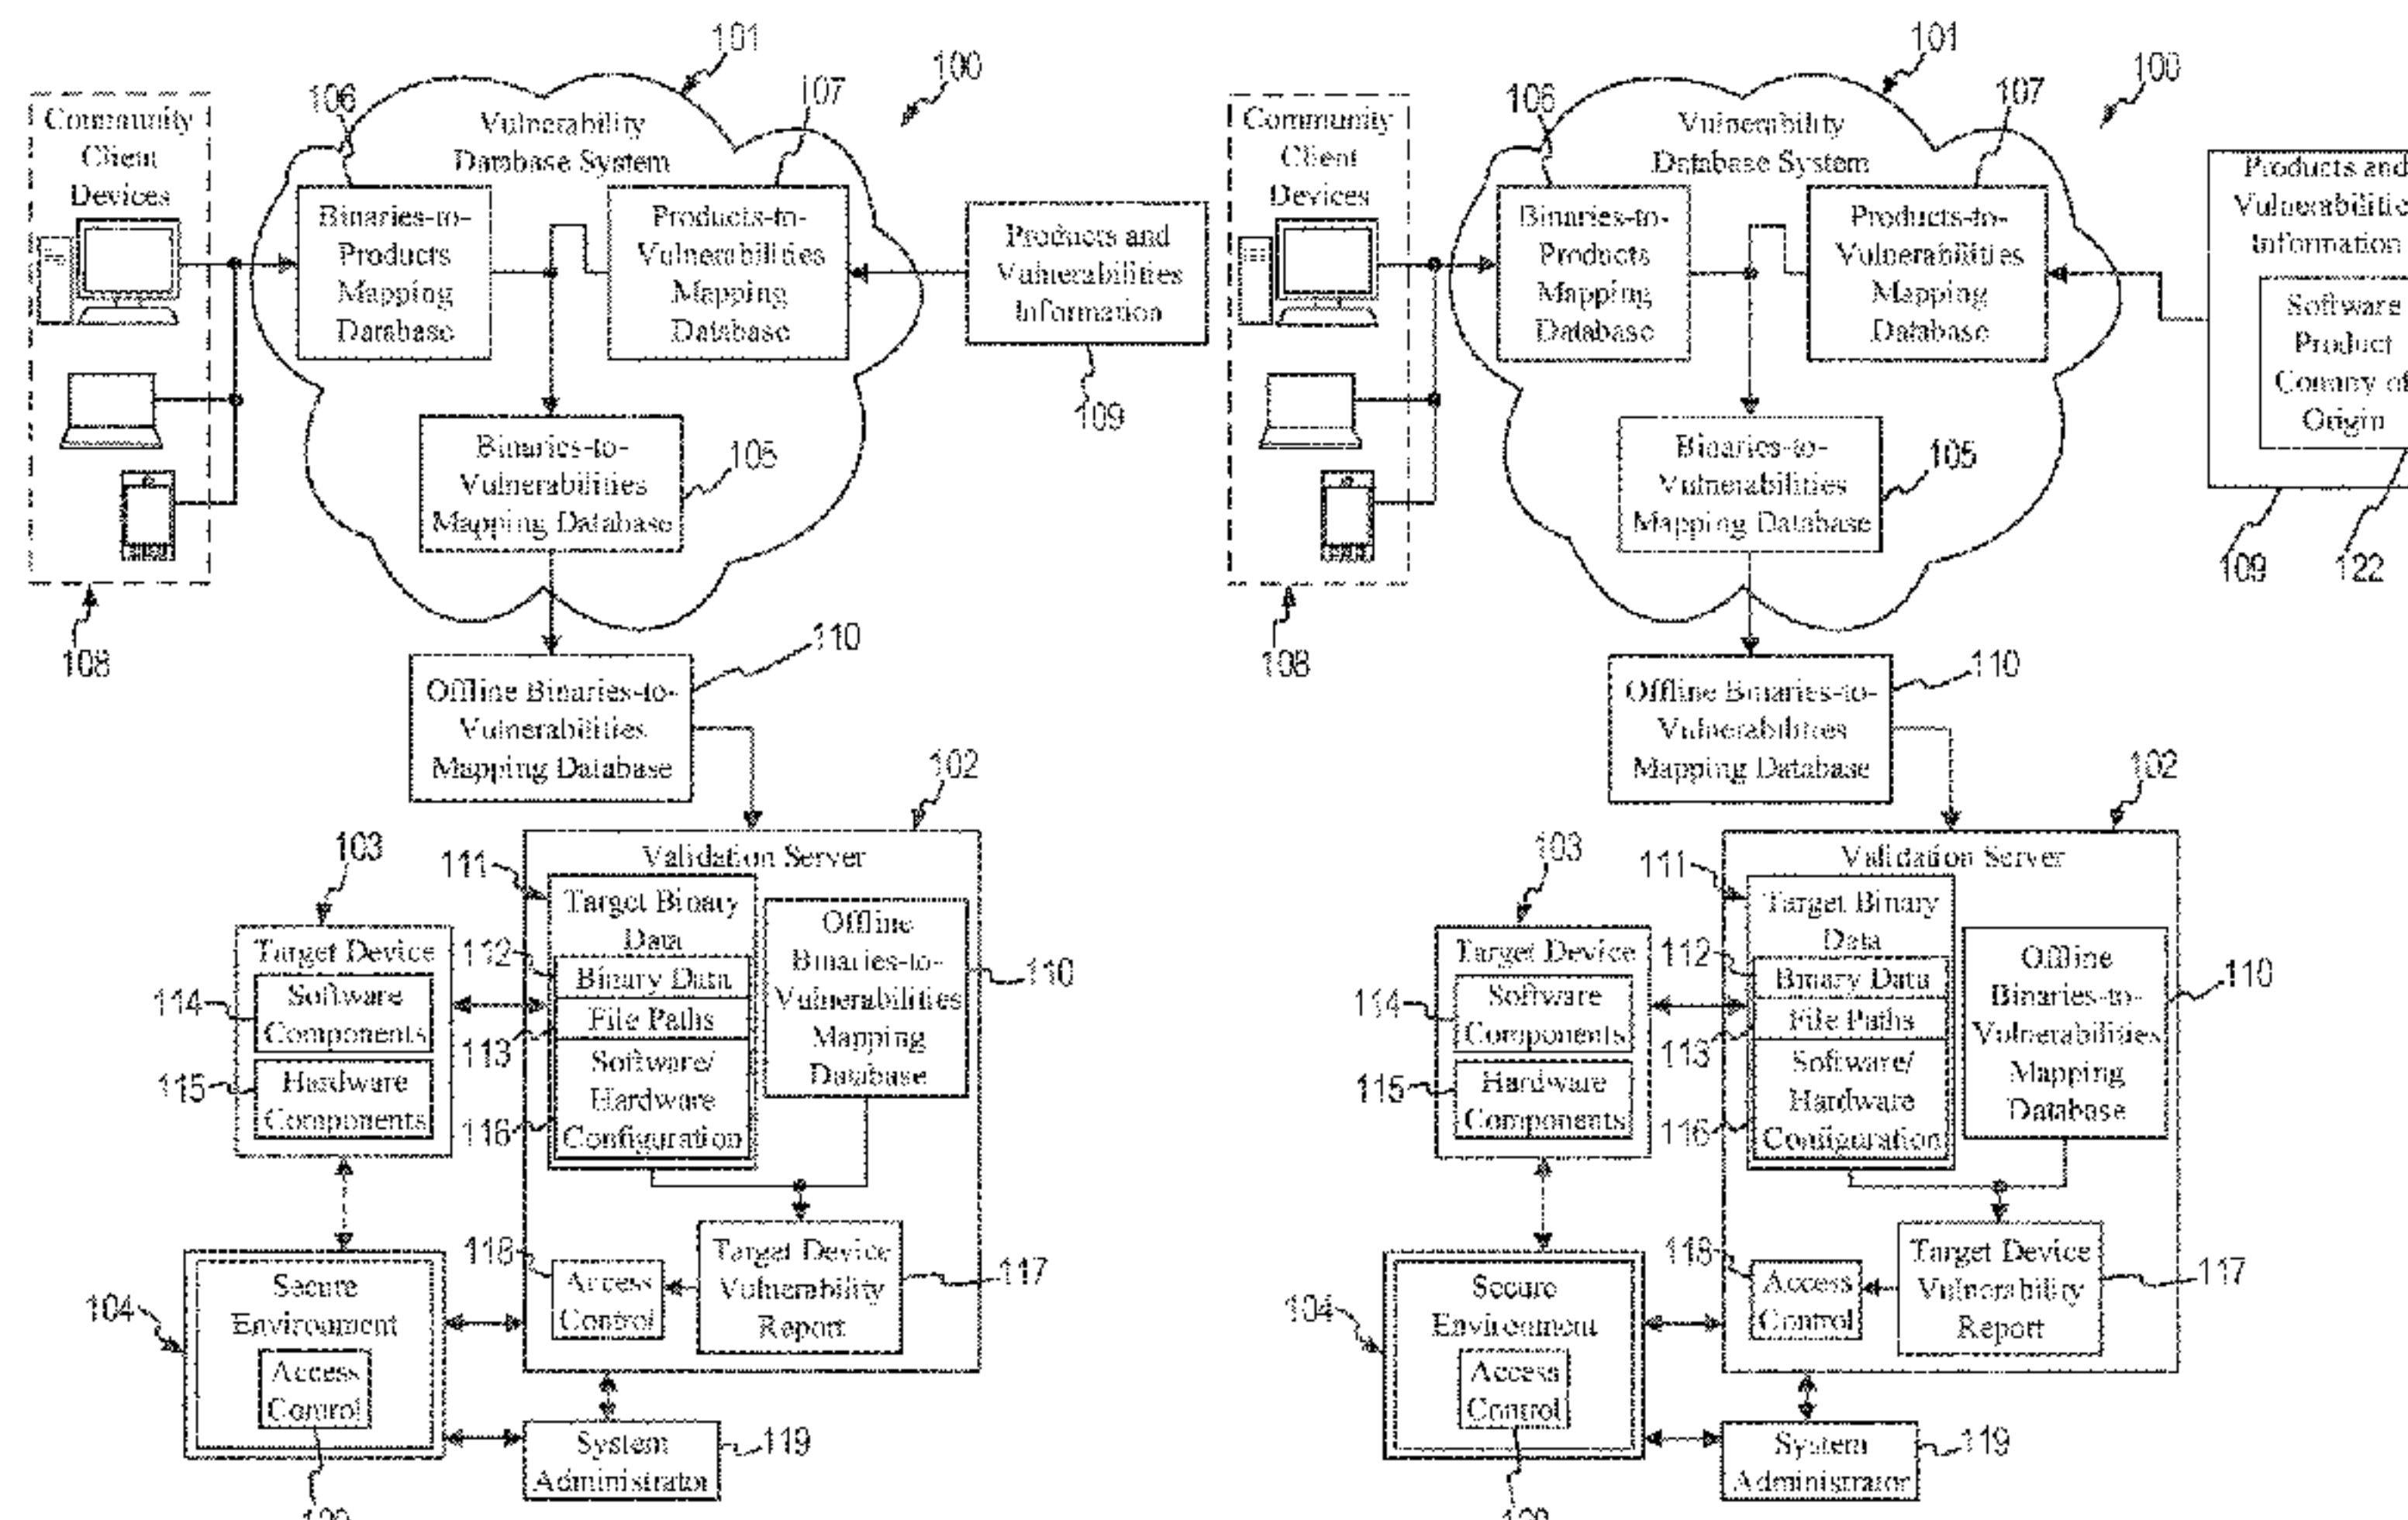 101
100
106
107
Community
Client
Devices
Vulnerability
Database System
Binaries-to-
Products
Mapping
Database
Products-to-
Vulnerabilities
Mapping
Database
Products and
Vulnerabilities
Information
109
Binaries-to-
Vulnerabilities
Mapping Database
105
108
110
Offline Binaries-to-
Vulnerabilities
Mapping Database
102
103
111
Validation Server
Target Binary
Data
Target Device
112
Binary Data
Offline
Binaries-to-
Vulnerabilities
Mapping
Database
110
114
Software
Components
File Paths
113
115
Hardware
Components
Software/
Hardware
Configuration
116
118
Access
Control
Target Device
Vulnerability
Report
117
104
Secure
Environment
Access
Control
System
Administrator
119
101
100
106
107
Community
Client
Devices
Vulnerability
Database System
Binaries-to-
Products
Mapping
Database
Products-to-
Vulnerabilities
Mapping
Database
Products and
Information
Software
Product
Country of
Origin
109
122
Binaries-to-
Vulnerabilities
Mapping Database
105
108
110
Offline Binaries-to-
Vulnerabilities
Mapping Database
102
103
111
Validation Server
Target Binary
Data
Target Device
112
Binary Data
Offline
Binaries-to-
Vulnerabilities
Mapping
Database
110
114
Software
Components
File Paths
113
115
Hardware
Components
Software/
Hardware
Configuration
116
118
Access
Control
Target Device
Vulnerability
Report
117
104
Secure
Environment
Access
Control
System
Administrator
119